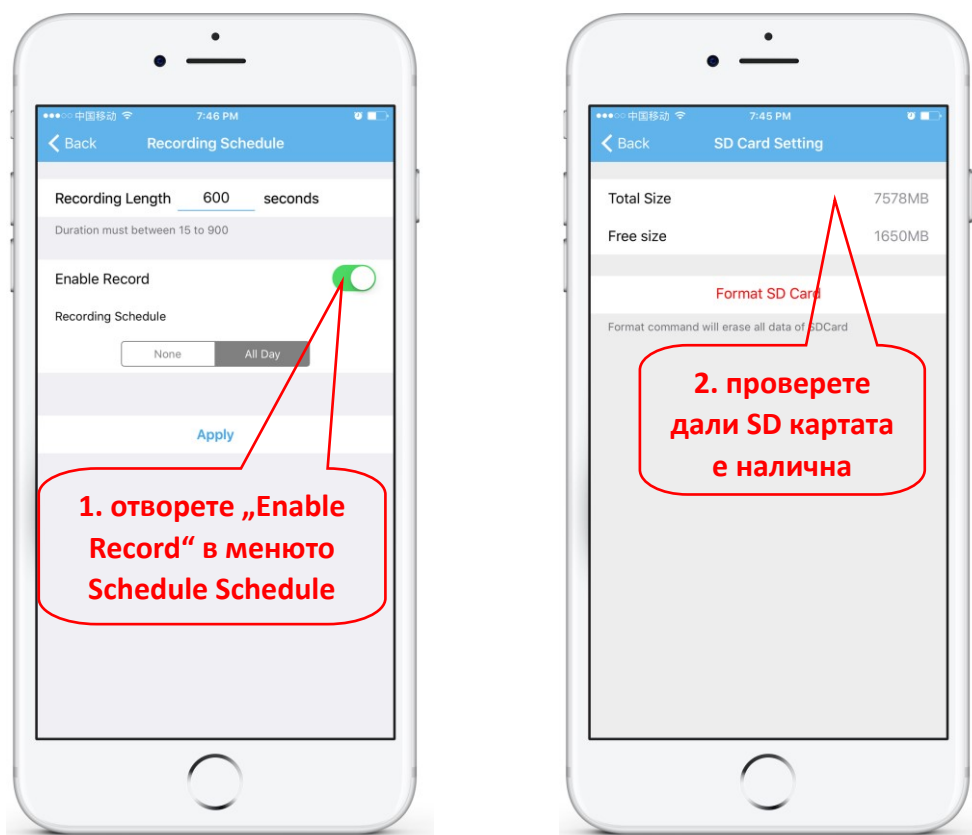 中国移动 7:46 PM
Back Recording Schedule
Recording Length 600 seconds
Duration must between 15 to 900
Enable Record
Recording Schedule
None All Day
Apply
1. отворете „Enable
Record“ в менюто
Schedule Schedule
中国移动 7:45 PM
Back SD Card Setting
Total Size 7578MB
Free size 1650MB
Format SD Card
Format command will erase all data of SDCard
2. проверете
дали SD картата
е налична